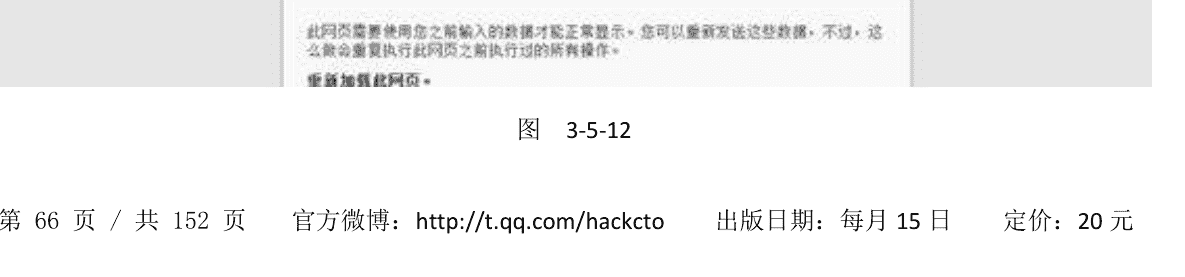 此网页需要使用您之前输入的数据才能正常显示。您可以重新发送这些数据，不过，这
么做会重复执行此网页之前执行过的所有操作。
重新加载此网页。
图 3-5-12
第 66 页 / 共 152 页 官方微博：http://t.qq.com/hackcto 出版日期：每月 15 日 定价：20 元